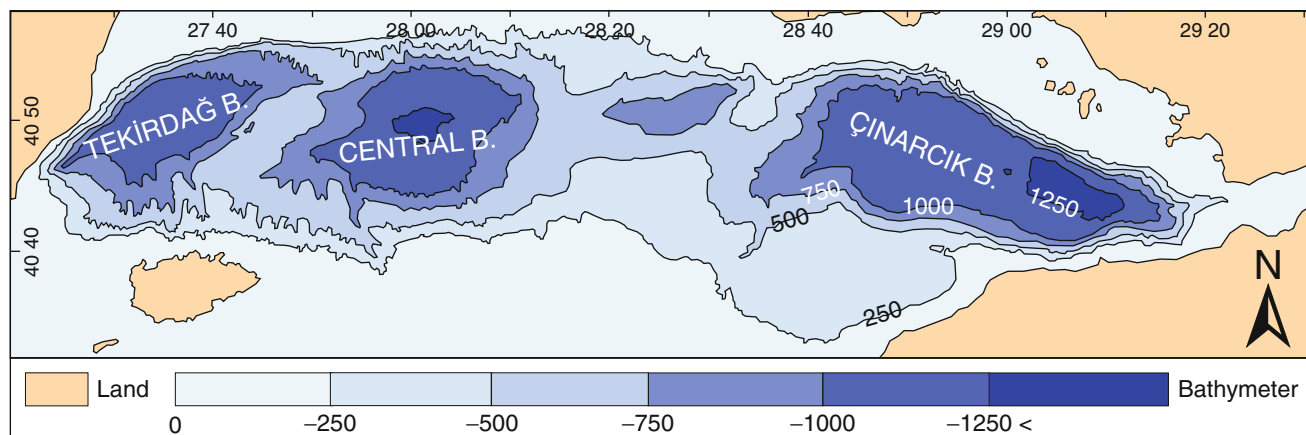 27 40 28 00 28 20 28 40 29 00 29 20
40 50
40 40
TEKİRDAĞ B.
CENTRAL B.
ÇINARCIK B.
750
1000
1250
500
250
N
Land
Bathymeter
0 –250 –500 –750 –1000 –1250 <